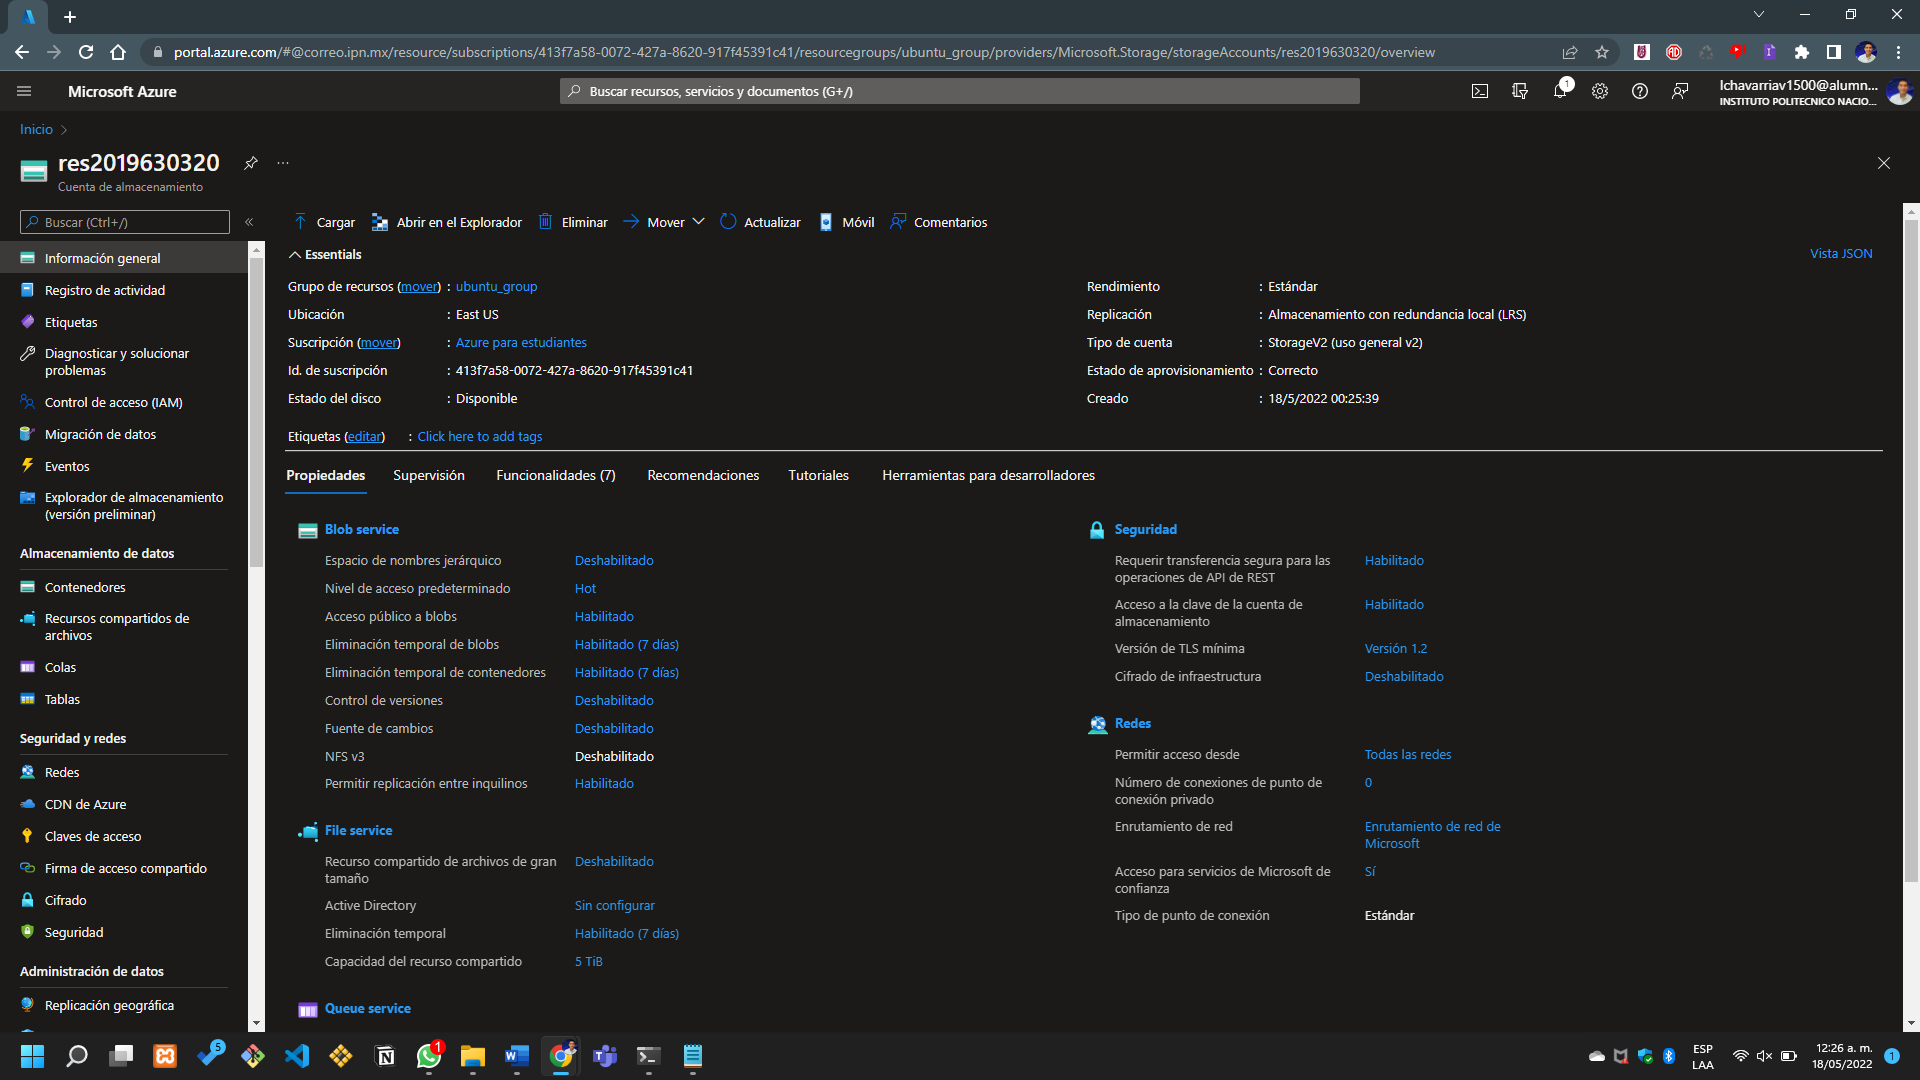 portal.azure.com/#@correo.ipn.mx/resource/subscriptions/413f7a58-0072-427a-8620-917f45391c41/resourcegroups/ubuntu_group/providers/Microsoft.Storage/storageAccounts/res2019630320/overview
Microsoft Azure
Buscar recursos, servicios y documentos (G+/)
1
lchavarriav1500@alumn...
INSTITUTO POLITECNICO NACIO...
Inicio
res2019630320
Cuenta de almacenamiento
Buscar (Ctrl+/)
Información general
Registro de actividad
Etiquetas
Diagnosticar y solucionar
problemas
Control de acceso (IAM)
Migración de datos
Eventos
Explorador de almacenamiento
(versión preliminar)
Almacenamiento de datos
Contenedores
Recursos compartidos de
archivos
Colas
Tablas
Seguridad y redes
Redes
CDN de Azure
Claves de acceso
Firma de acceso compartido
Cifrado
Seguridad
Administración de datos
Replicación geográfica
Cargar Abrir en el Explorador Eliminar Mover Actualizar Móvil Comentarios
Essentials
Vista JSON
Grupo de recursos (mover) : ubuntu_group
Ubicación : East US
Suscripción (mover) : Azure para estudiantes
Id. de suscripción : 413f7a58-0072-427a-8620-917f45391c41
Estado del disco : Disponible
Rendimiento : Estándar
Replicación : Almacenamiento con redundancia local (LRS)
Tipo de cuenta : StorageV2 (uso general v2)
Estado de aprovisionamiento : Correcto
Creado : 18/5/2022 00:25:39
Etiquetas (editar) : Click here to add tags
Propiedades Supervisión Funcionalidades (7) Recomendaciones Tutoriales Herramientas para desarrolladores
Blob service
Espacio de nombres jerárquico Deshabilitado
Nivel de acceso predeterminado Hot
Acceso público a blobs Habilitado
Eliminación temporal de blobs Habilitado (7 días)
Eliminación temporal de contenedores Habilitado (7 días)
Control de versiones Deshabilitado
Fuente de cambios Deshabilitado
NFS v3 Deshabilitado
Permitir replicación entre inquilinos Habilitado
File service
Recurso compartido de archivos de gran Deshabilitado
tamaño
Active Directory Sin configurar
Eliminación temporal Habilitado (7 días)
Capacidad del recurso compartido 5 TiB
Queue service
Seguridad
Requerir transferencia segura para las Habilitado
operaciones de API de REST
Acceso a la clave de la cuenta de Habilitado
almacenamiento
Versión de TLS mínima Versión 1.2
Cifrado de infraestructura Deshabilitado
Redes
Permitir acceso desde Todas las redes
Número de conexiones de punto de 0
conexión privado
Enrutamiento de red Enrutamiento de red de
Microsoft
Acceso para servicios de Microsoft de Sí
confianza
Tipo de punto de conexión Estándar
5
1
ESP
LAA
12:26 a. m.
18/05/2022
1